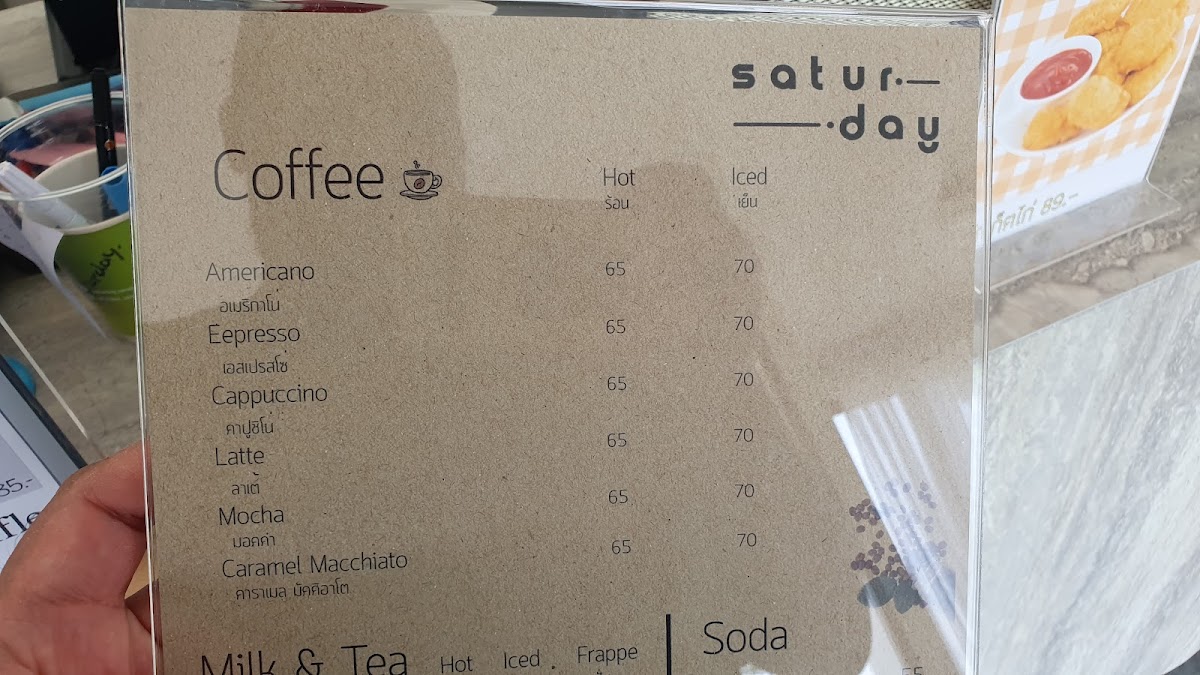 satur
day
Coffee Hot Iced
ร้อน เย็น
Americano 65 70
อเมริกาโน่
Eepresso 65 70
เอสเปรสโซ่
Cappuccino 65 70
คาปูชิโน่
Latte 65 70
ลาเต้
Mocha 65 70
มอคค่า
Caramel Macchiato 65 70
คาราเมล มัคคิอาโต
Milk & Tea Hot Iced Frappe
Soda
89.-
35.-